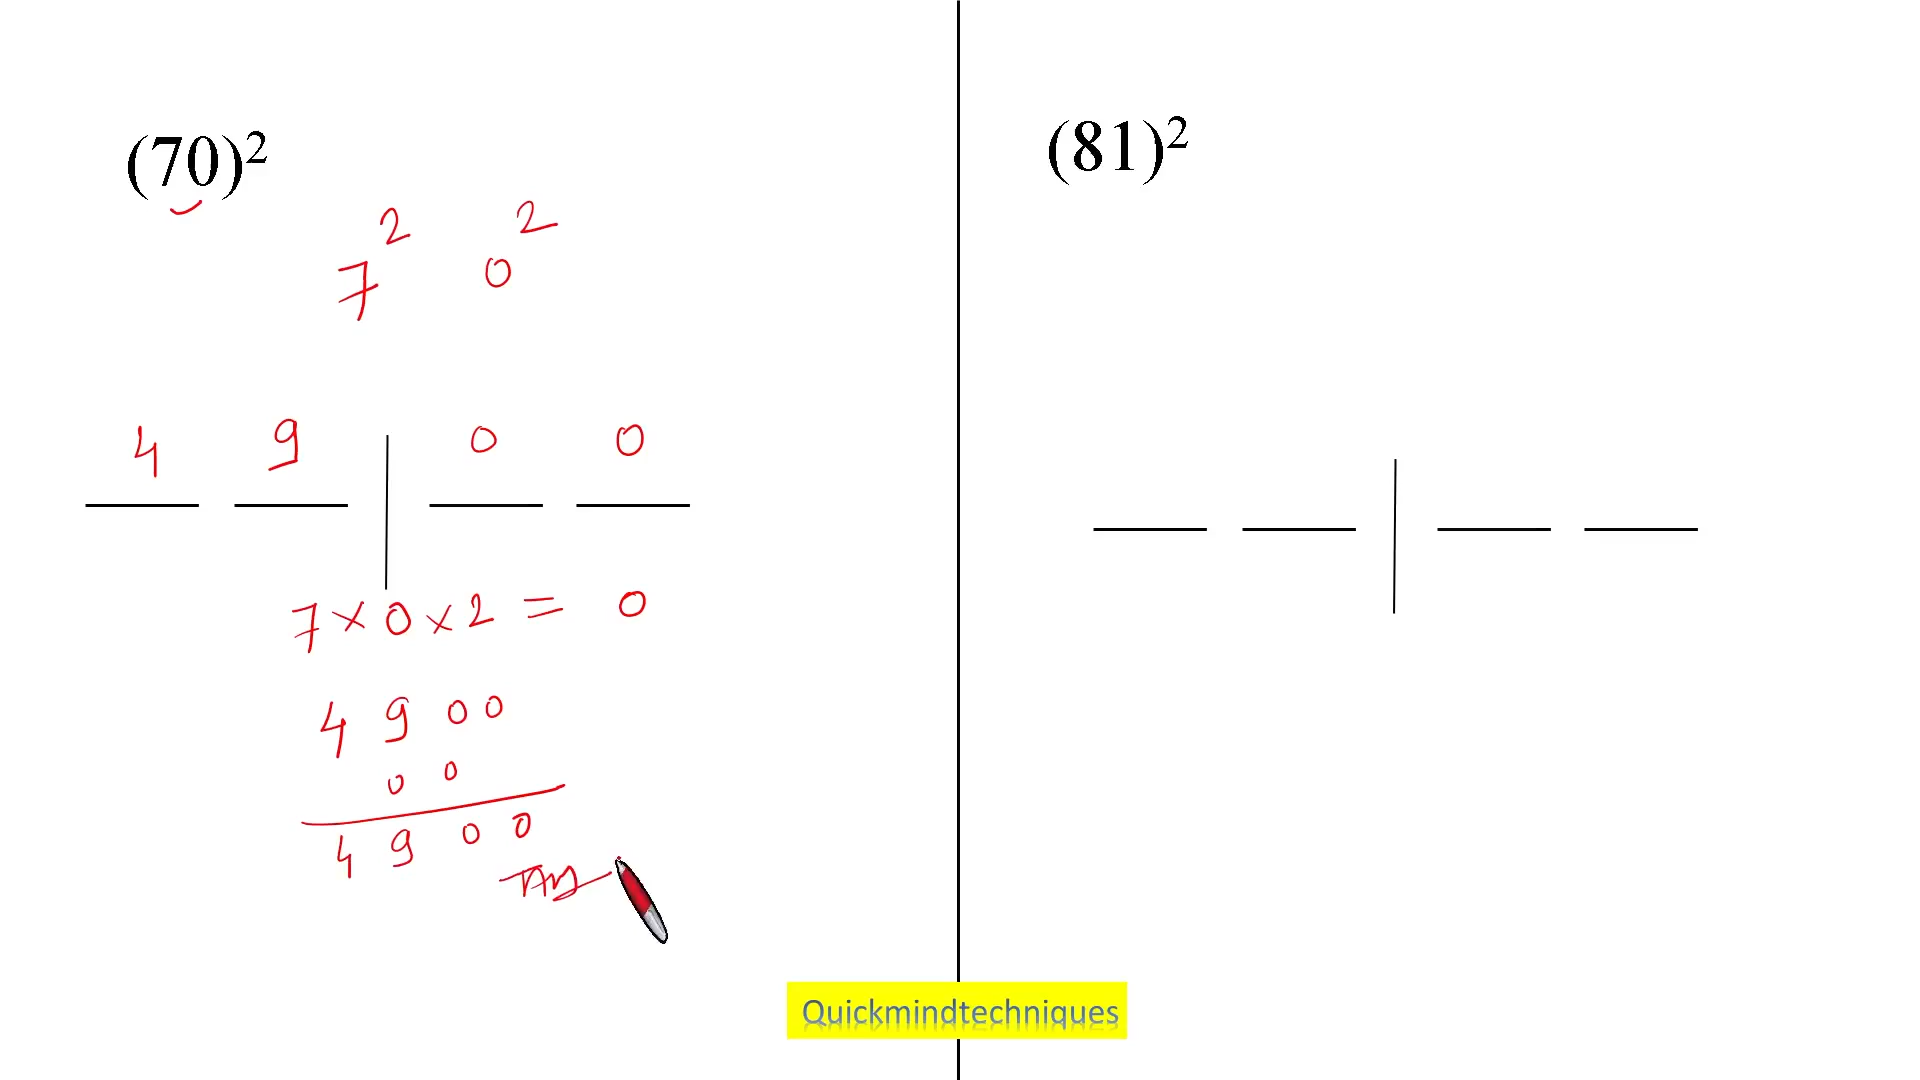 (70)²
7² 0²
4 9 | 0 0
7 × 0 × 2 = 0
4 9 0 0
0 0
4 9 0 0
(81)²
Quickmindtechniques